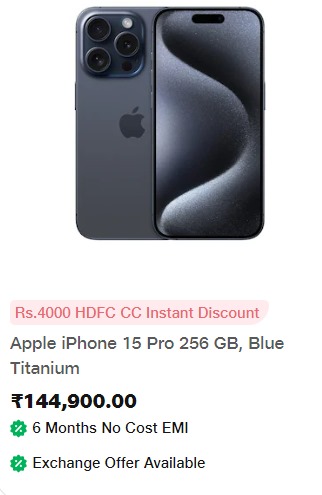 Rs.4000 HDFC CC Instant Discount
Apple iPhone 15 Pro 256 GB, Blue
Titanium
₹144,900.00
6 Months No Cost EMI
Exchange Offer Available